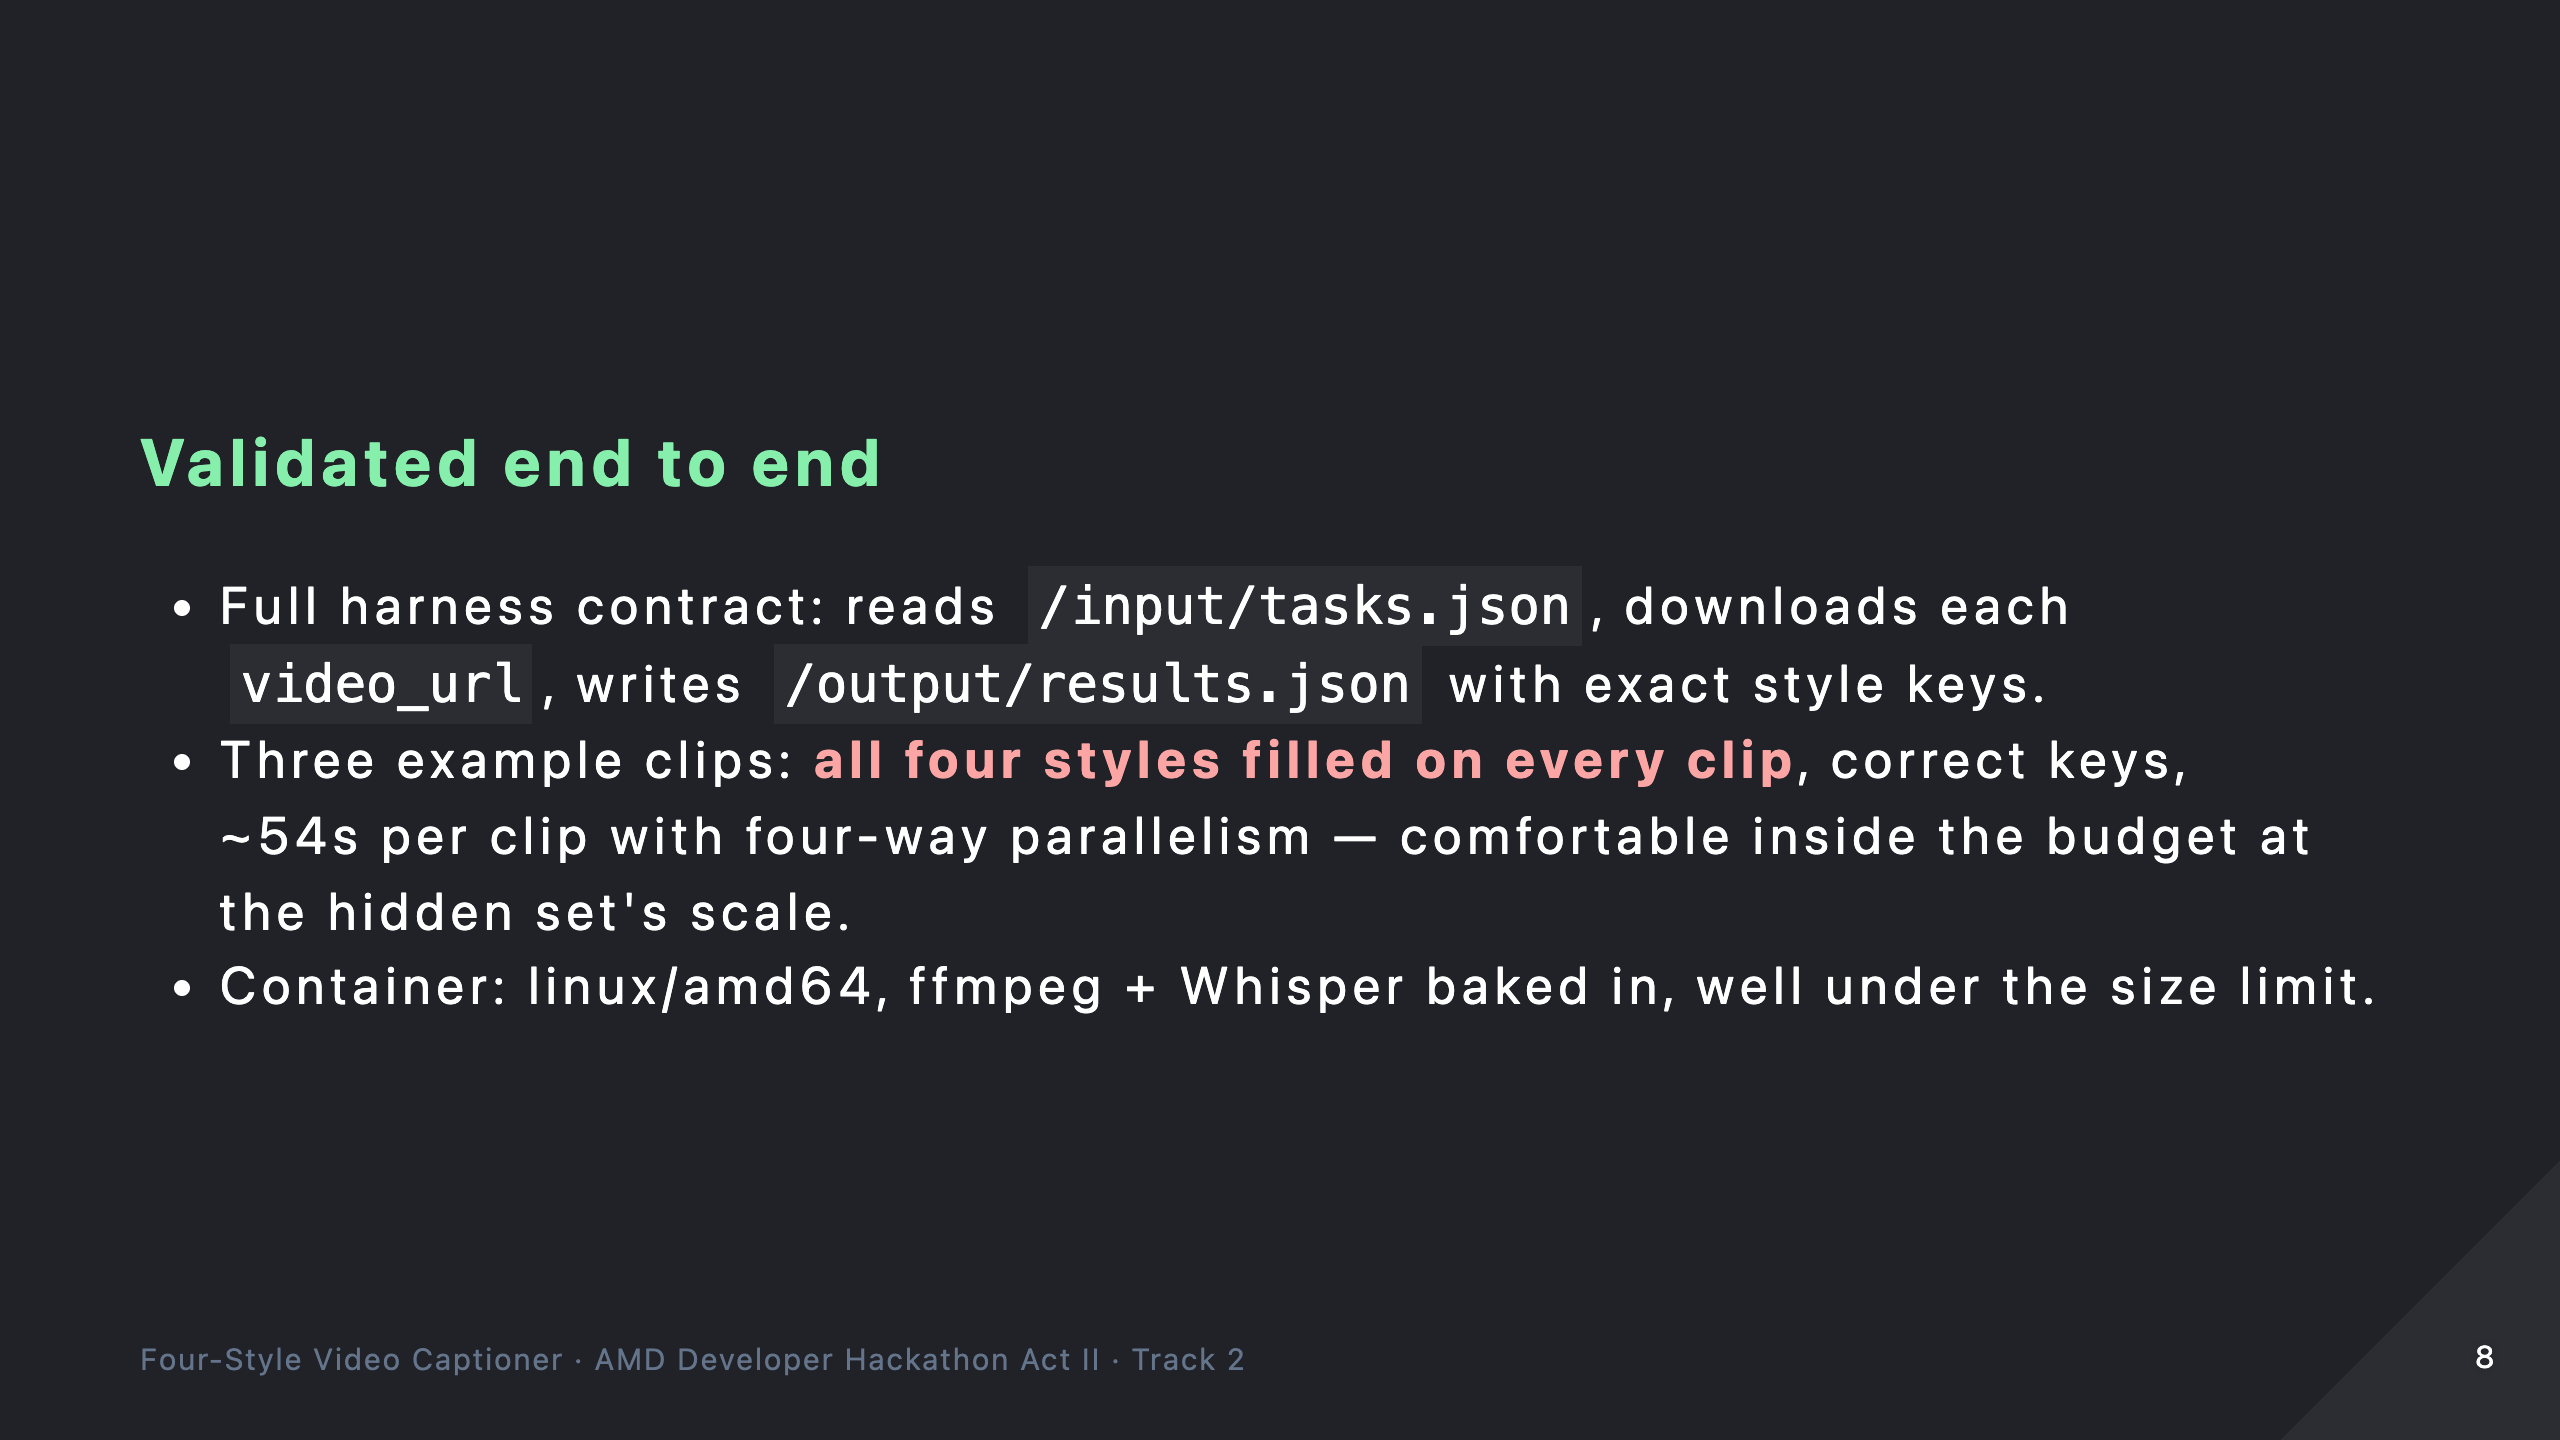 Validated end to end
• Full harness contract: reads /input/tasks.json, downloads each
video_url, writes /output/results.json with exact style keys.
• Three example clips: all four styles filled on every clip, correct keys,
~54s per clip with four-way parallelism — comfortable inside the budget at
the hidden set's scale.
• Container: linux/amd64, ffmpeg + Whisper baked in, well under the size limit.
Four-Style Video Captioner · AMD Developer Hackathon Act II · Track 2
8